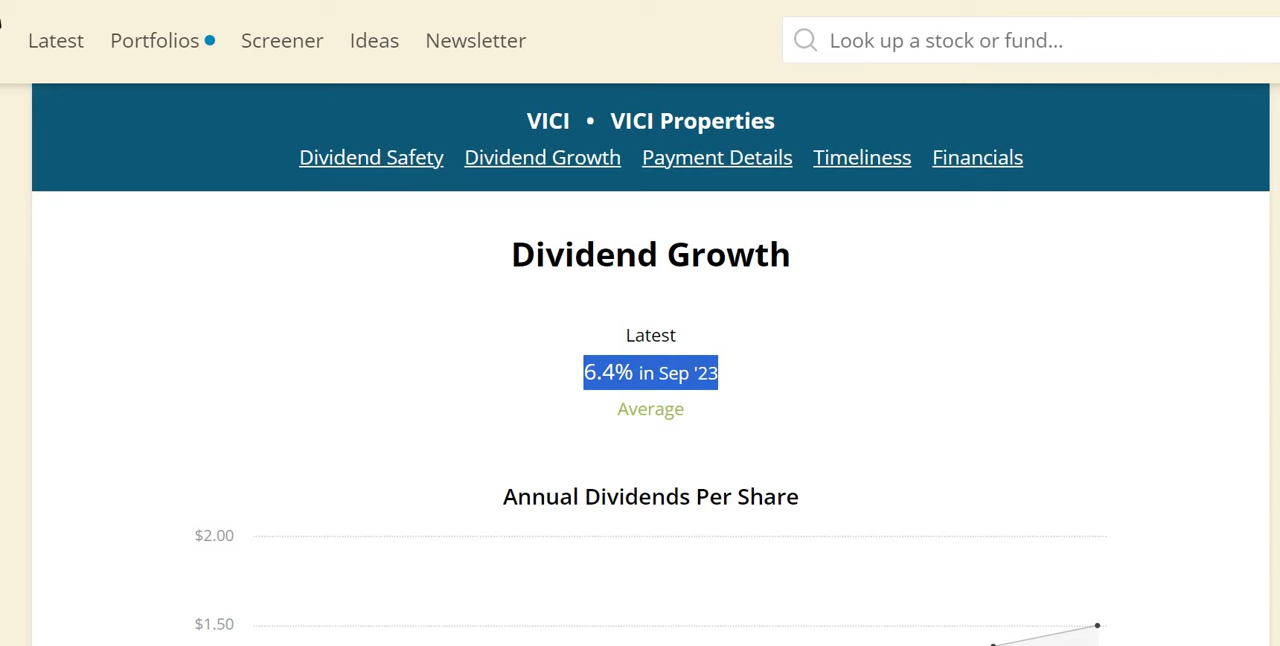 Latest Portfolios Screener Ideas Newsletter Look up a stock or fund...
VICI • VICI Properties
Dividend Safety Dividend Growth Payment Details Timeliness Financials
Dividend Growth
Latest
6.4% in Sep '23
Average
Annual Dividends Per Share
$2.00
$1.50